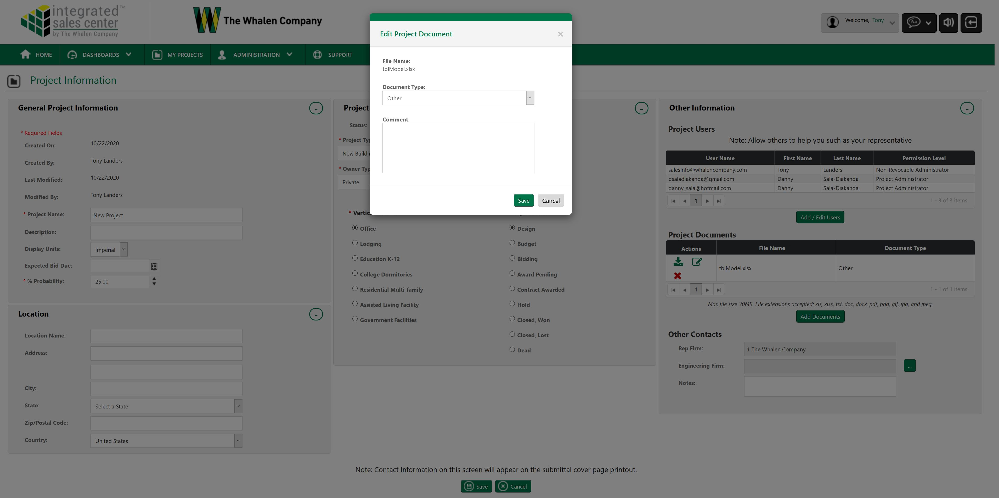 integrated™
sales center
by The Whalen Company
The Whalen Company
Welcome, Tony
Aa
HOME
DASHBOARDS
MY PROJECTS
ADMINISTRATION
SUPPORT
Project Information
Edit Project Document
×
File Name:
tblModel.xlsx
Document Type:
Other
Comment:
Save
Cancel
General Project Information
* Required Fields
Created On:
10/22/2020
Created By:
Tony Landers
Last Modified:
10/22/2020
Modified By:
Tony Landers
* Project Name:
New Project
Description:
Display Units:
Imperial
Expected Bid Due:
* % Probability:
25.00
Location
Location Name:
Address:
City:
State:
Select a State
Zip/Postal Code:
Country:
United States
Project
Status:
* Project Typ
New Buildi
* Owner Typ
Private
Office
Lodging
Education K-12
College Dormitories
Residential Multi-family
Assisted Living Facility
Government Facilities
Design
Budget
Bidding
Award Pending
Contract Awarded
Hold
Closed, Won
Closed, Lost
Dead
Other Information
Project Users
Note: Allow others to help you such as your representative
User Name First Name Last Name Permission Level
salesinfo@whalencompany.com Tony Landers Non-Revocable Administrator
dsaladiakanda@gmail.com Danny Sala-Diakanda Project Administrator
danny_sala@hotmail.com Danny Sala-Diakanda Project Administrator
1
1 - 3 of 3 items
Add / Edit Users
Project Documents
Actions File Name Document Type
tblModel.xlsx Other
1
1 - 1 of 1 items
Max file size 30MB. File extensions accepted: xls, xlsx, txt, doc, docx, pdf, png, gif, jpg, and jpeg.
Add Documents
Other Contacts
Rep Firm:
1 The Whalen Company
Engineering Firm:
...
Notes:
Note: Contact Information on this screen will appear on the submittal cover page printout.
Save
Cancel